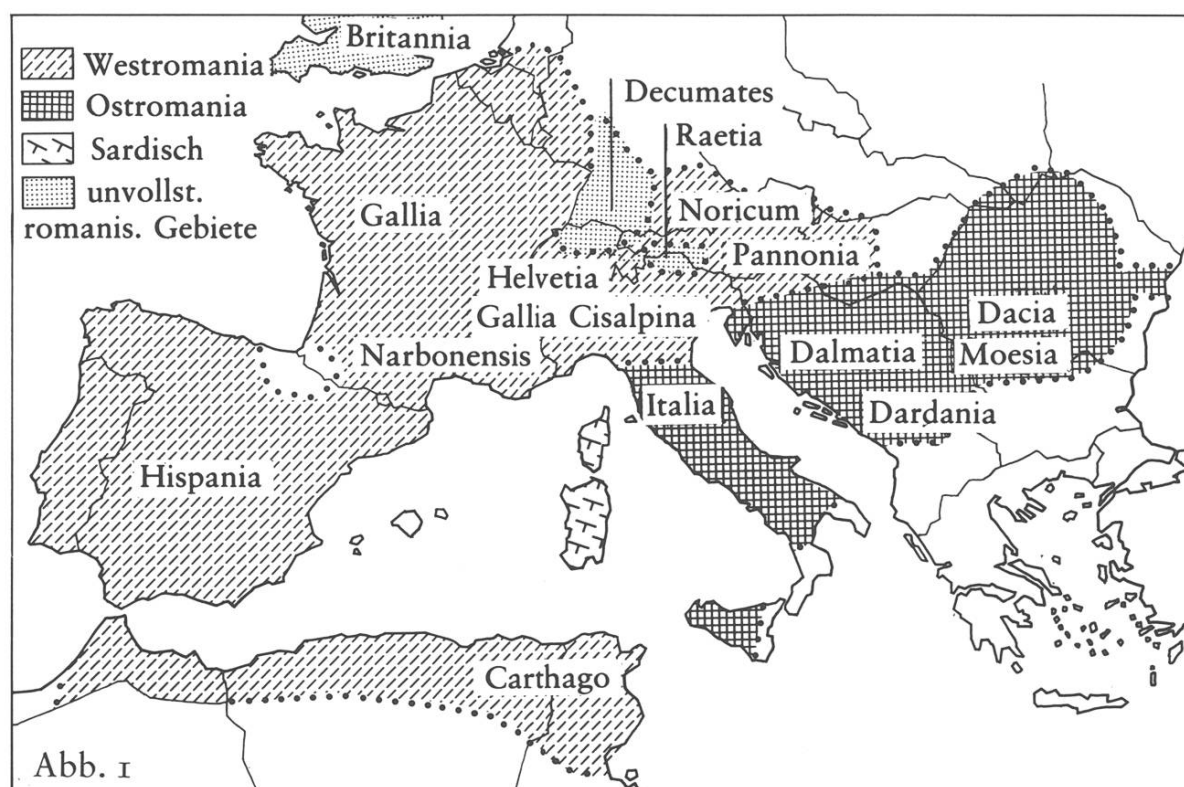 Britannia
Westromania
Ostromania
Sardisch
unvollst.
romanis. Gebiete
Decumates
Raetia
Gallia
Noricum
Pannonia
Helvetia
Gallia Cisalpina
Narbonensis
Dacia
Dalmatia
Moesia
Italia
Dardania
Hispania
Carthago
Abb. 1